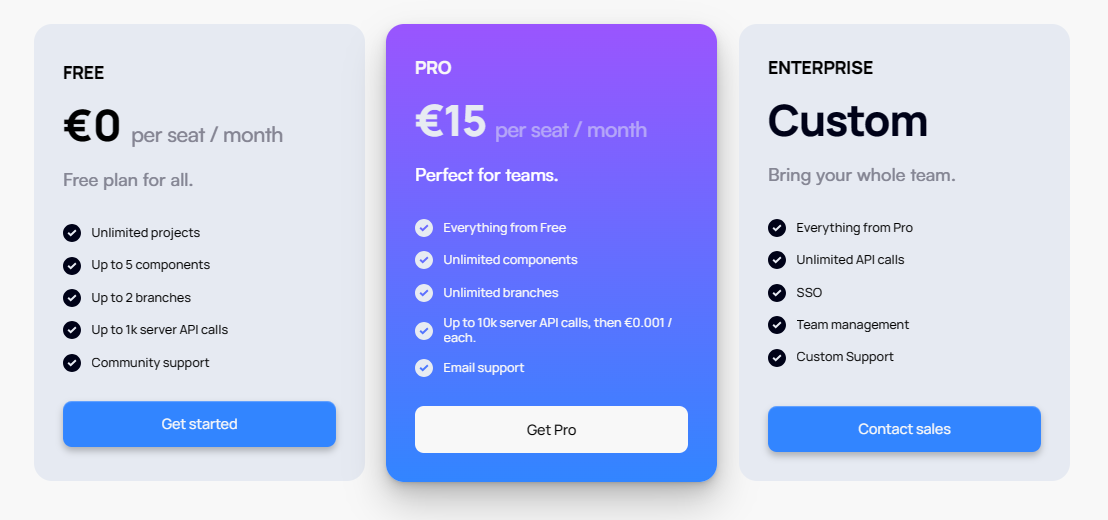 FREE
€0 per seat / month
Free plan for all.
Unlimited projects
Up to 5 components
Up to 2 branches
Up to 1k server API calls
Community support
Get started
PRO
€15 per seat / month
Perfect for teams.
Everything from Free
Unlimited components
Unlimited branches
Up to 10k server API calls, then €0.001 /
each.
Email support
Get Pro
ENTERPRISE
Custom
Bring your whole team.
Everything from Pro
Unlimited API calls
SSO
Team management
Custom Support
Contact sales